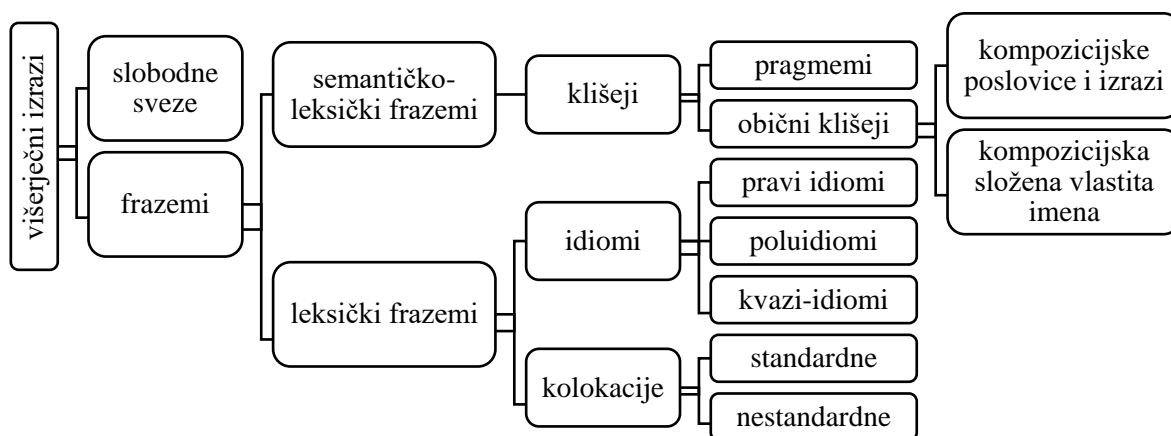 višerječni izrazi
slobodne
sveze
frazemi
semantičko-
leksički frazemi
leksički frazemi
klišeji
idiomi
kolokacije
pragmemi
obični klišeji
pravi idiomi
poluidiomi
kvazi-idiomi
standardne
nestandardne
kompozicijske
poslovice i izrazi
kompozicijska
složena vlastita
imena